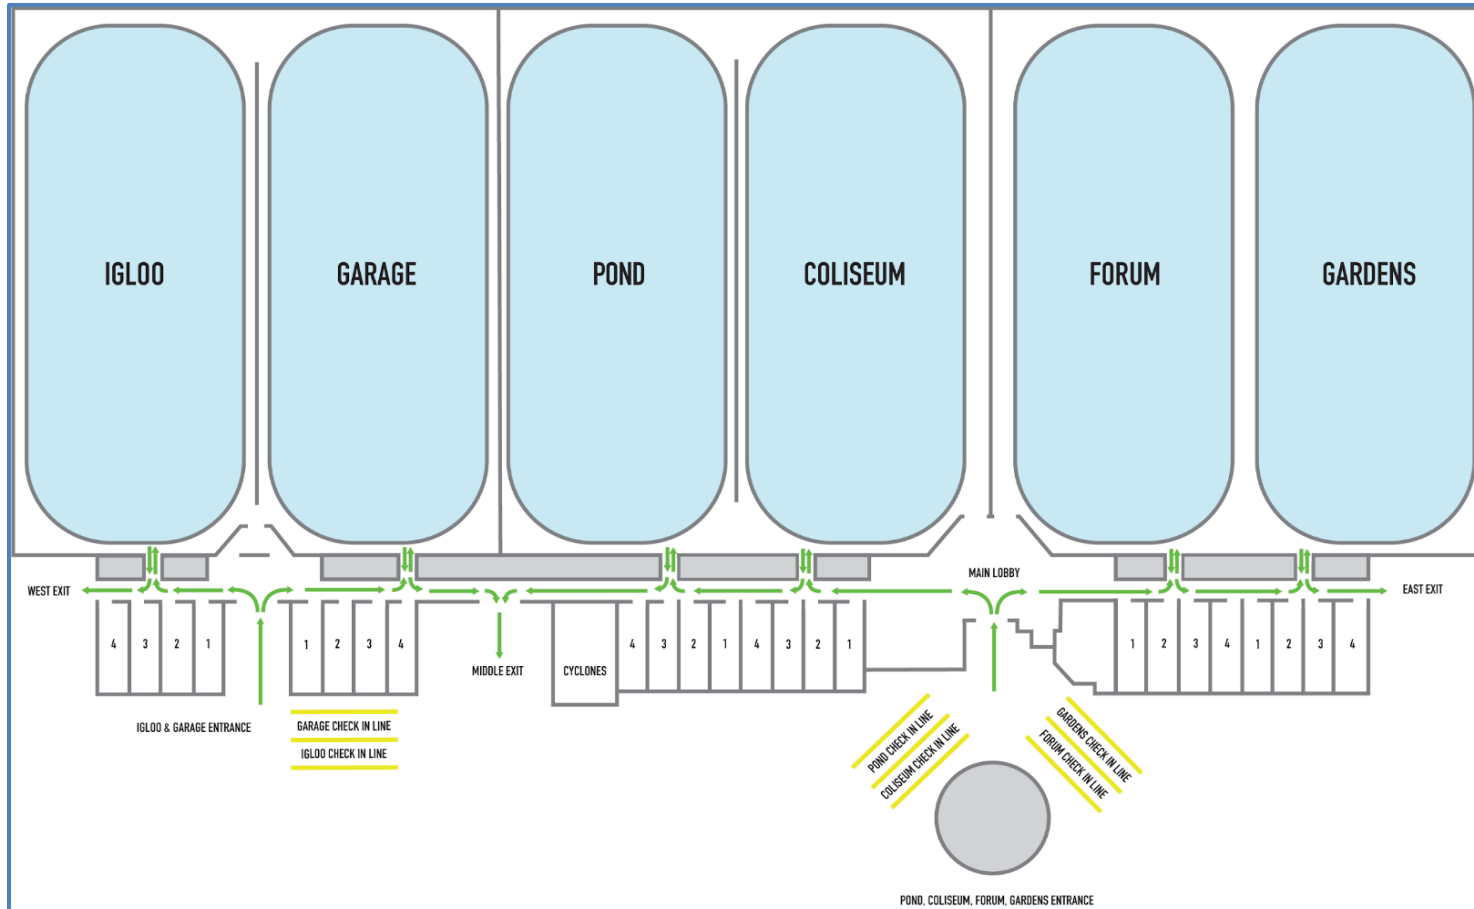 IGLOO
GARAGE
POND
COLISEUM
FORUM
GARDENS
MAIN LOBBY
WEST EXIT
EAST EXIT
4 3 2 1
1 2 3 4
MIDDLE EXIT
CYCLONES
4 3 2 1 4 3 2 1
1 2 3 4 1 2 3 4
IGLOO & GARAGE ENTRANCE
GARAGE CHECK IN LINE
IGLOO CHECK IN LINE
POND CHECK IN LINE
COLISEUM CHECK IN LINE
GARDENS CHECK IN LINE
FORUM CHECK IN LINE
POND, COLISEUM, FORUM, GARDENS ENTRANCE